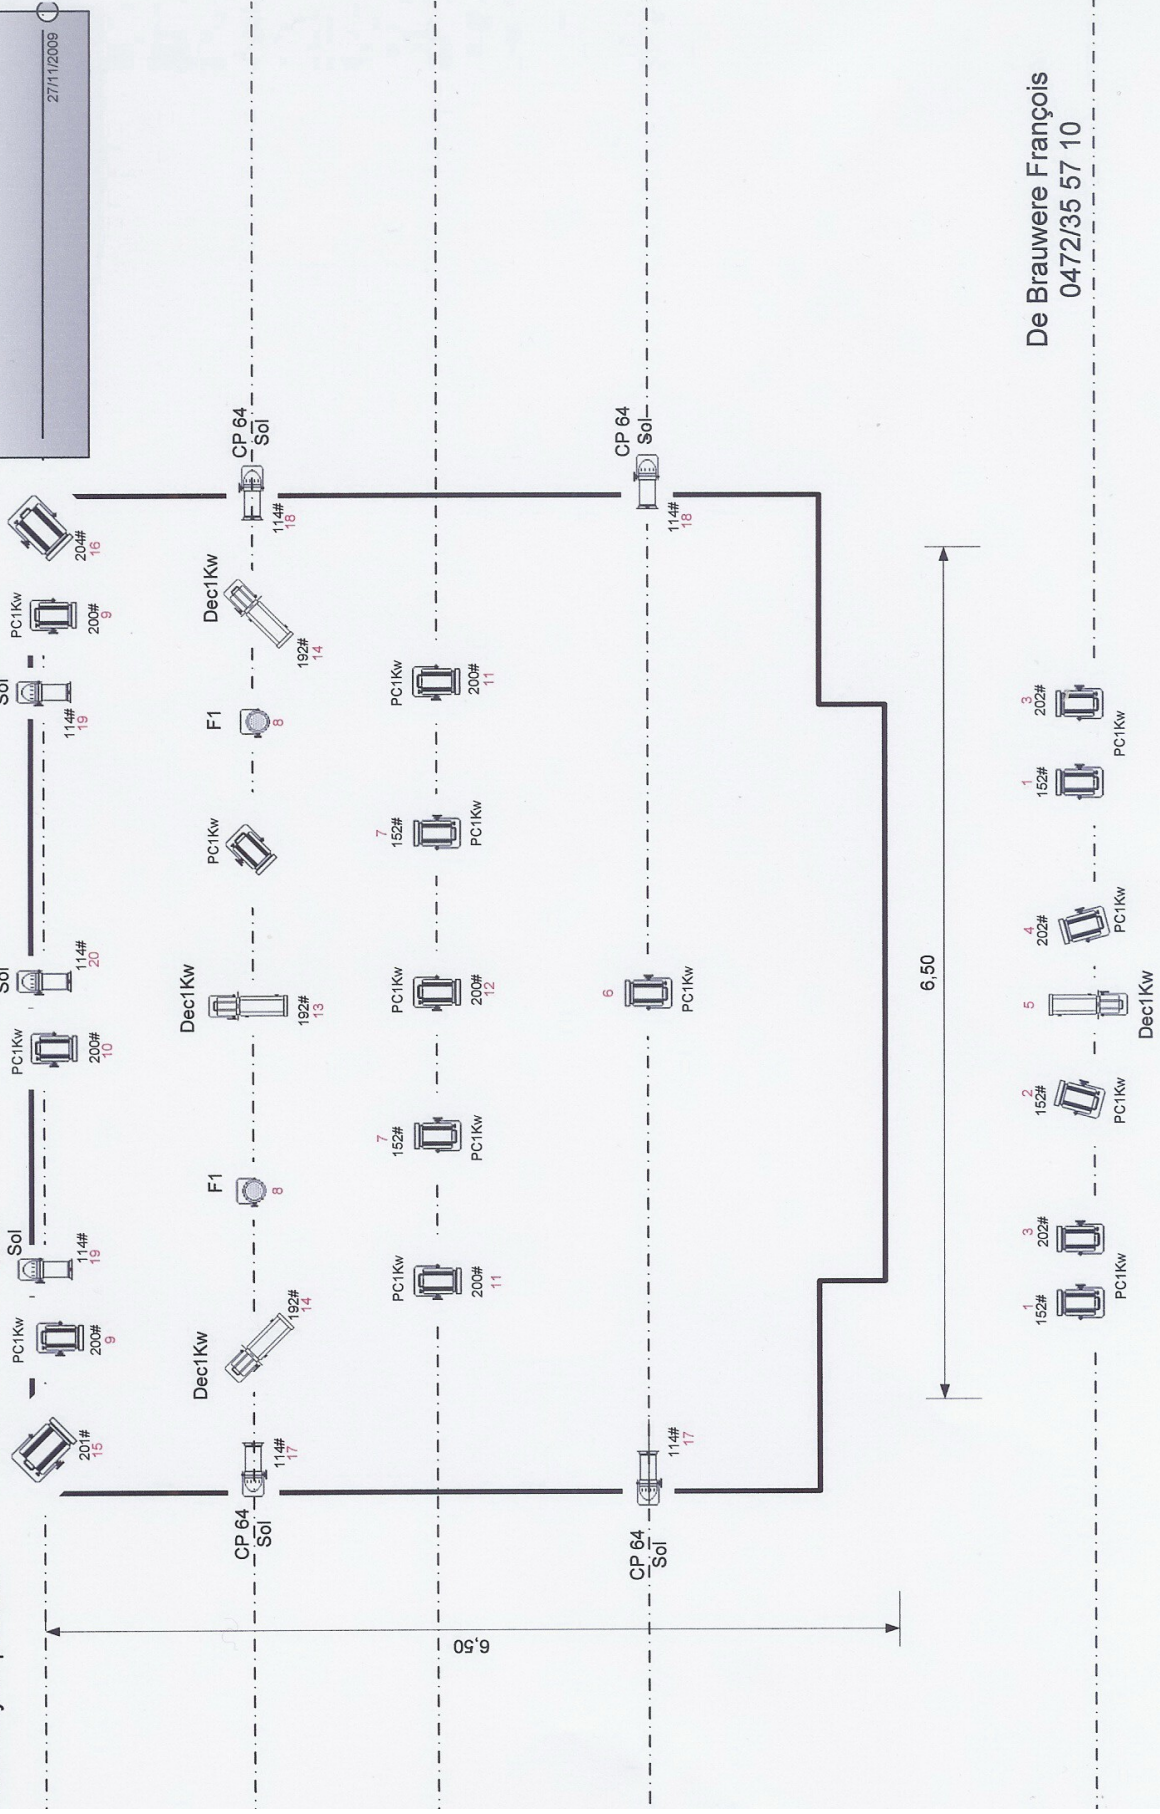 27/11/2009
204#
16
PC1Kw
200#
9
Sol
114#
19
Sol
114#
20
PC1Kw
200#
10
Sol
114#
19
PC1Kw
200#
9
201#
15
CP 64
Sol
114#
18
Dec1Kw
192#
14
F1
8
PC1Kw
Dec1Kw
192#
13
F1
8
Dec1Kw
192#
14
114#
17
CP 64
Sol
PC1Kw
200#
11
7
152#
PC1Kw
PC1Kw
200#
12
7
152#
PC1Kw
PC1Kw
200#
11
CP 64
Sol
114#
18
6
PC1Kw
114#
17
CP 64
Sol
6,50
6,50
De Brauwere François
0472/35 57 10
3
202#
PC1Kw
1
152#
4
202#
PC1Kw
5
Dec1Kw
2
152#
PC1Kw
3
202#
PC1Kw
1
152#